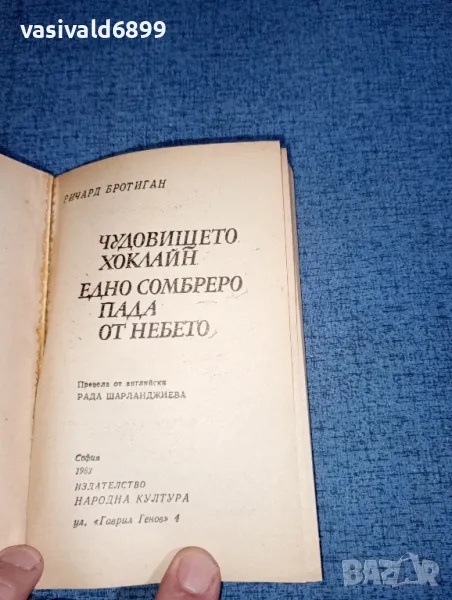 vasivald6899
РИЧАРД БРОТИГАН
ЧУДОВИЩЕТО
ХОКЛАЙН
ЕДНО СОМБРЕРО
ПАДА
ОТ НЕБЕТО
Превела от английски
РАДА ШАРЛАНДЖИЕВА
София
ИЗДАТЕЛСТВО
НАРОДНА КУЛТУРА
ул. «Гаврил Генов» 4
BAZAR